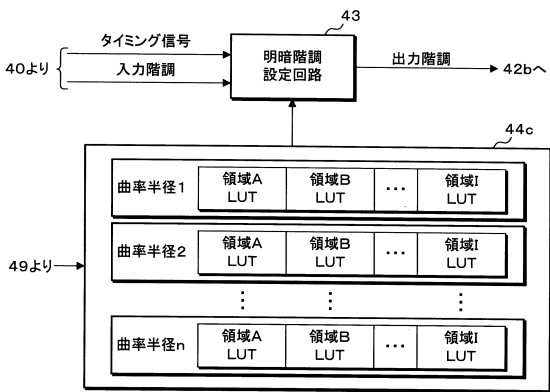 43
タイミング信号
40より
入力階調
明暗階調
設定回路
出力階調
42bへ
44c
曲率半径1
領域A
LUT
領域B
LUT
・・・
領域I
LUT
曲率半径2
領域A
LUT
領域B
LUT
・・・
領域I
LUT
49より
曲率半径n
領域A
LUT
領域B
LUT
・・・
領域I
LUT